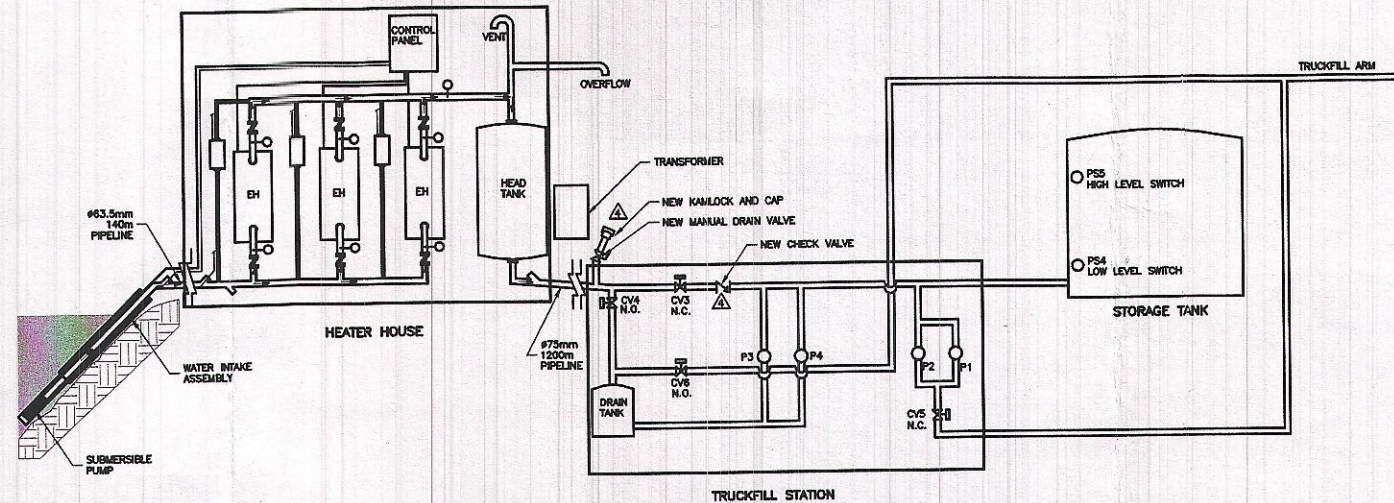 CONTROL
PANEL
VENT
OVERFLOW
TRUCKFILL ARM
EH
EH
EH
HEAD
TANK
TRANSFORMER
NEW KAMLOCK AND CAP
4
NEW MANUAL DRAIN VALVE
NEW CHECK VALVE
4
PS5
HIGH LEVEL SWITCH
PS4
LOW LEVEL SWITCH
STORAGE TANK
ø63.5mm
140m
PIPELINE
HEATER HOUSE
CV4
N.O.
CV3
N.C.
ø75mm
1200m
PIPELINE
P3
P4
P2
P1
CV6
N.O.
WATER INTAKE
ASSEMBLY
DRAIN
TANK
CV5
N.C.
SUBMERSIBLE
PUMP
TRUCKFILL STATION